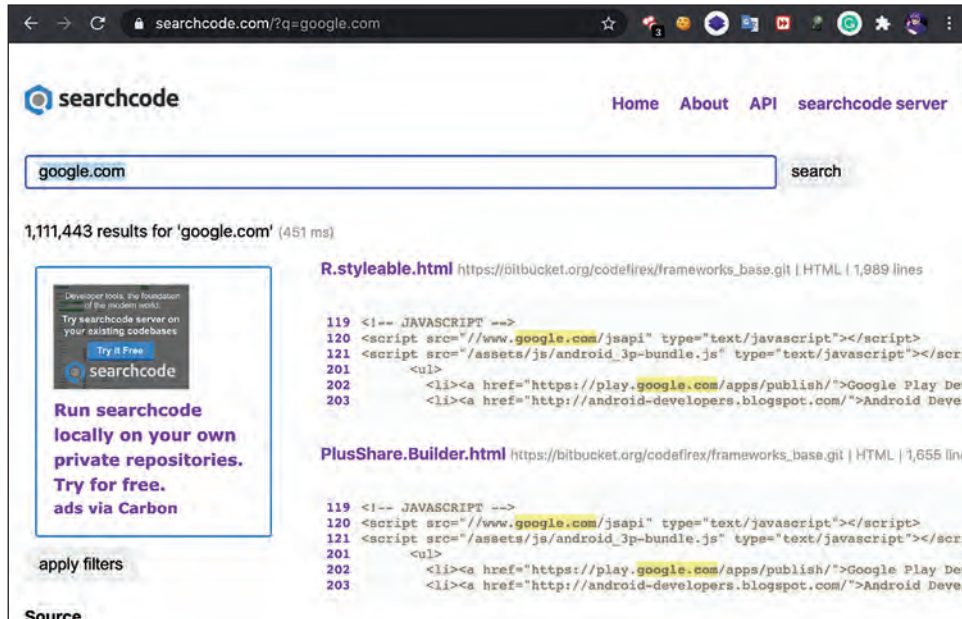 searchcode.com/?q=google.com
3
searchcode
Home About API searchcode server
google.com
search
1,111,443 results for 'google.com' (451 ms)
Developer tools, the foundation
of the modern world.
Try searchcode server on
your existing codebases
Try it Free
searchcode
Run searchcode
locally on your own
private repositories.
Try for free.
ads via Carbon
apply filters
Source
R.styleable.html https://bitbucket.org/codefirex/frameworks_base.git | HTML | 1,989 lines
119 <!-- JAVASCRIPT -->
120 <script src="//www.google.com/jsapi" type="text/javascript"></script>
121 <script src="/assets/js/android_3p-bundle.js" type="text/javascript"></scr
201 <ul>
202 <li><a href="https://play.google.com/apps/publish/">Google Play De
203 <li><a href="http://android-developers.blogspot.com/">Android Deve
PlusShare.Builder.html https://bitbucket.org/codefirex/frameworks_base.git | HTML | 1,655 lin
119 <!-- JAVASCRIPT -->
120 <script src="//www.google.com/jsapi" type="text/javascript"></script>
121 <script src="/assets/js/android_3p-bundle.js" type="text/javascript"></scr
201 <ul>
202 <li><a href="https://play.google.com/apps/publish/">Google Play De
203 <li><a href="http://android-developers.blogspot.com/">Android Deve